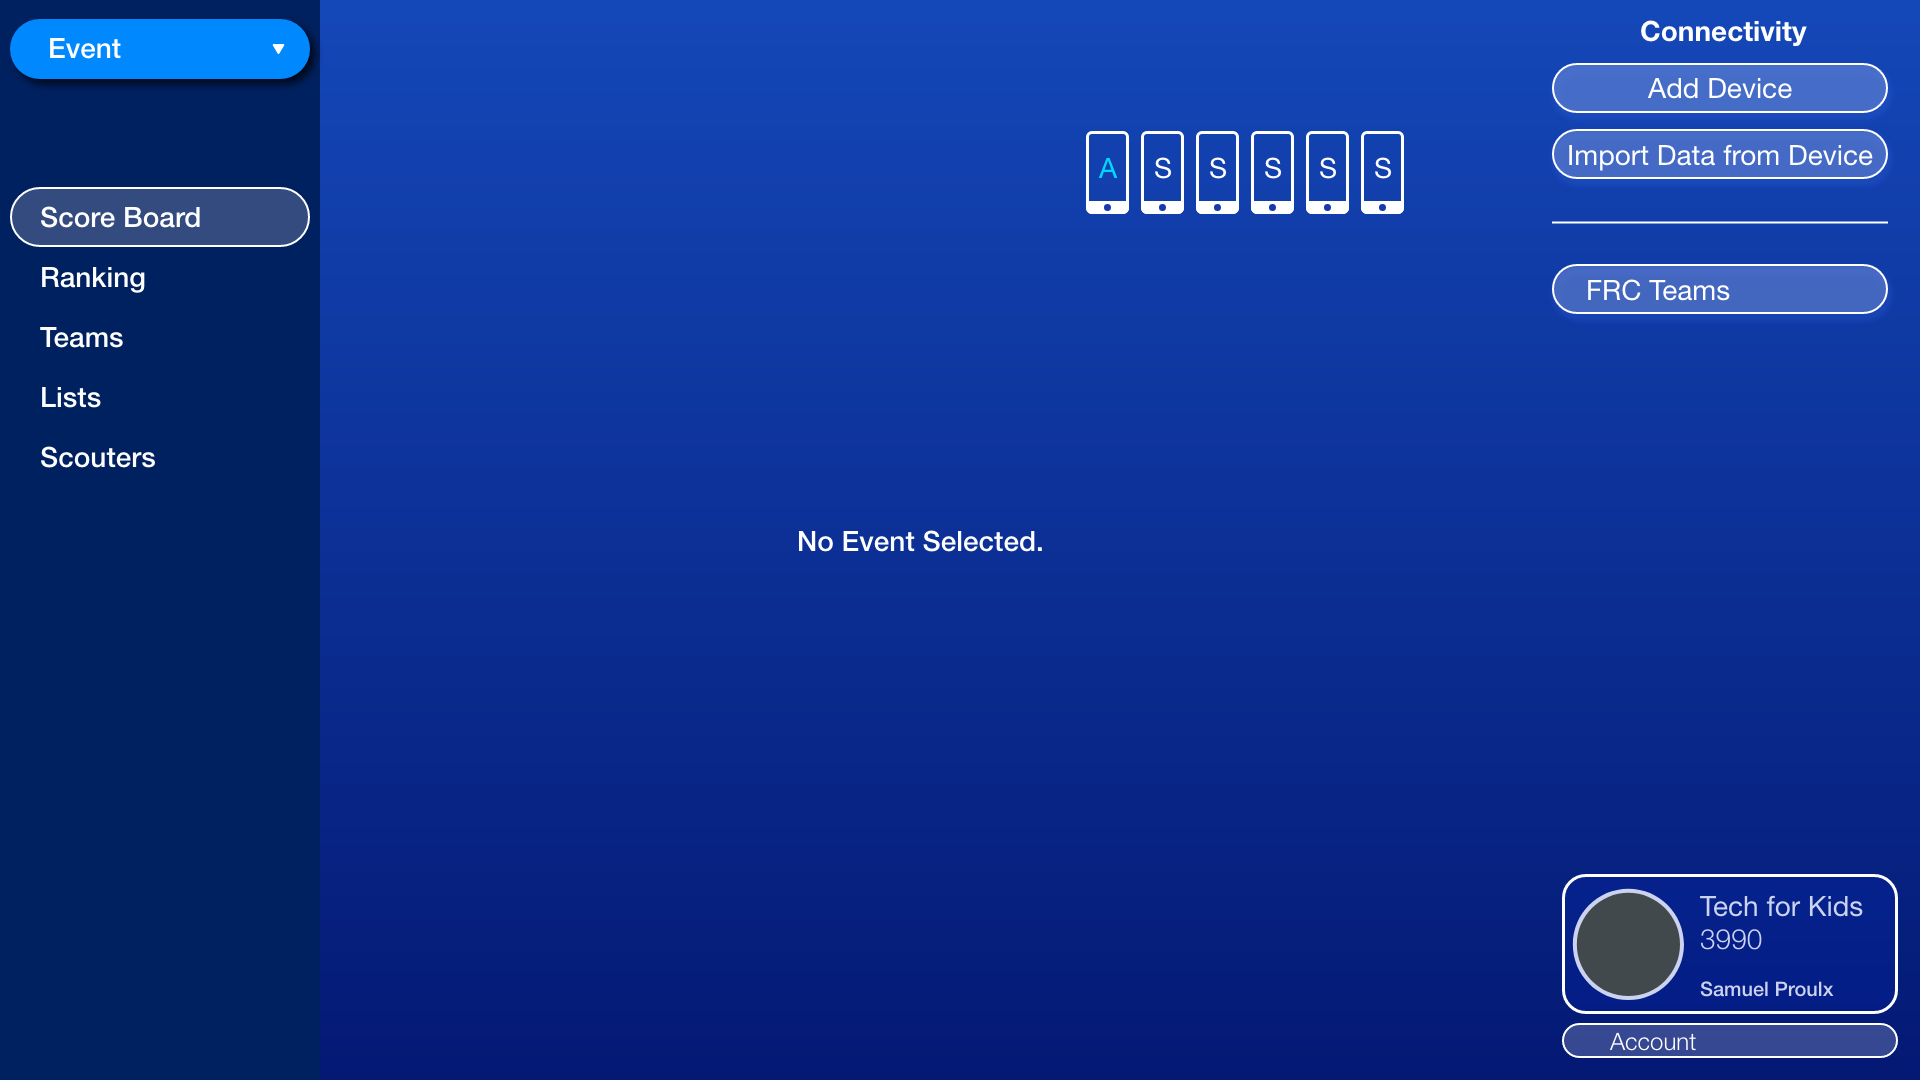 Event
Score Board
Ranking
Teams
Lists
Scouters
A S S S S S
No Event Selected.
Connectivity
Add Device
Import Data from Device
FRC Teams
Tech for Kids
3990
Samuel Proulx
Account